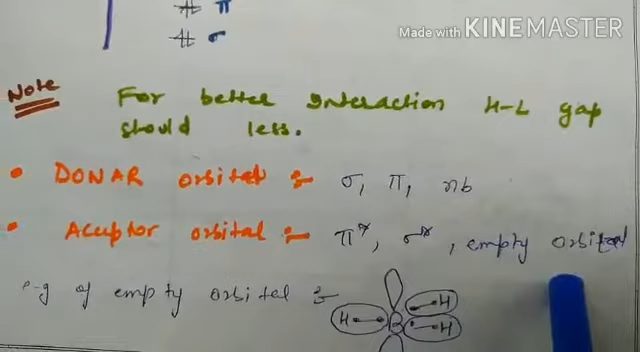 # π
# σ
Made with KINEMASTER
Note For better interaction H-L gap
should less.
• DONAR orbital :- σ, π, nb
• Acceptor orbital :- π*, σ*, empty orbital
e.g of empty orbital :-
H B H
H